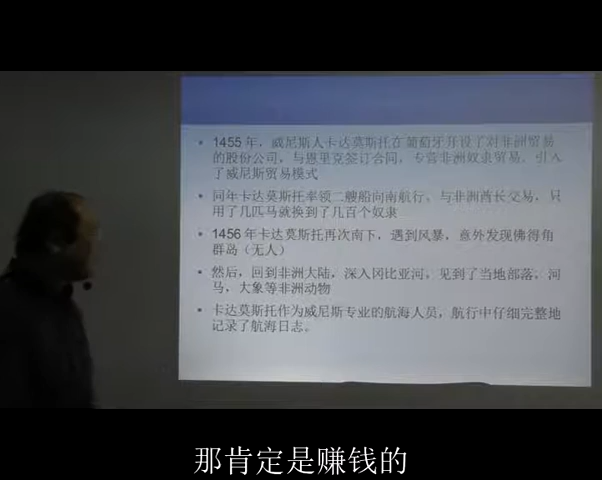 1455年，威尼斯人卡达莫斯托在葡萄牙开设了对非洲贸易
的股份公司，与恩里克签订合同，专营非洲奴隶贸易。引入
了威尼斯贸易模式
同年卡达莫斯托率领二艘船向南航行。与非洲酋长交易，只
用了几匹马就换到了几百个奴隶
1456年卡达莫斯托再次南下，遇到风暴，意外发现佛得角
群岛（无人）
然后，回到非洲大陆，深入冈比亚河，见到了当地部落，河
马，大象等非洲动物
卡达莫斯托作为威尼斯专业的航海人员，航行中仔细完整地
记录了航海日志。
那肯定是赚钱的